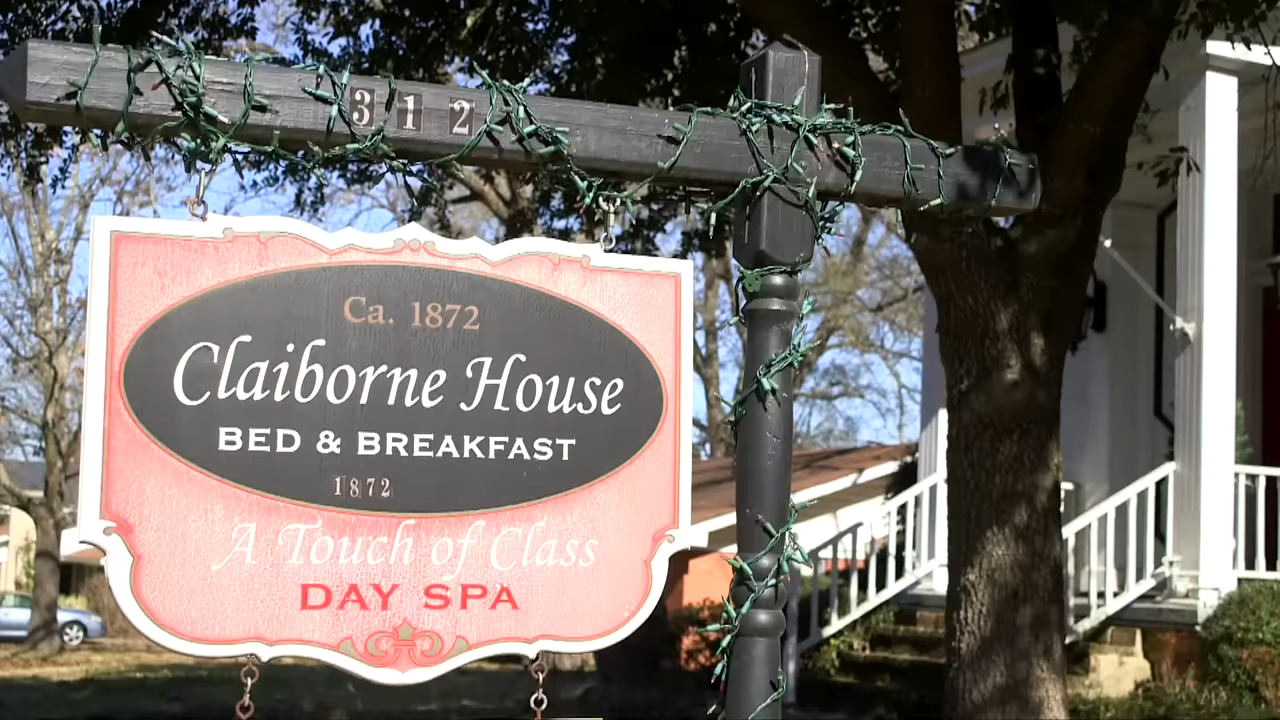 312
Ca. 1872
Claiborne House
BED & BREAKFAST
1872
A Touch of Class
DAY SPA